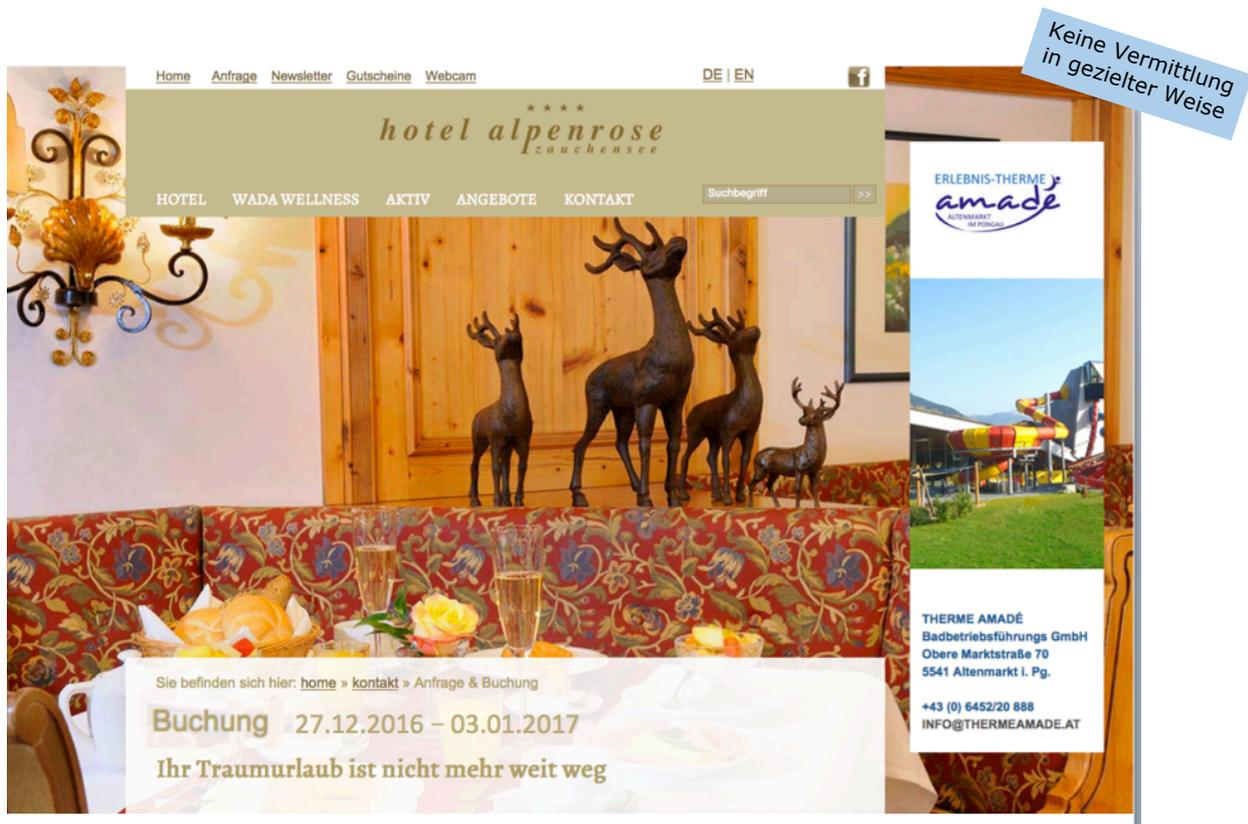 Keine Vermittlung
in gezielter Weise
Home Anfrage Newsletter Gutscheine Webcam
DE | EN
f
★★★★
hotel alpenrose
zauchensee
HOTEL WADA WELLNESS AKTIV ANGEBOTE KONTAKT
Suchbegriff >>
ERLEBNIS-THERME
amadé
ALTENMARKT
IM PONGAU
THERME AMADÉ
Badbetriebsführungs GmbH
Obere Marktstraße 70
5541 Altenmarkt i. Pg.
+43 (0) 6452/20 888
INFO@THERMEAMADE.AT
Sie befinden sich hier: home » kontakt » Anfrage & Buchung
Buchung 27.12.2016 – 03.01.2017
Ihr Traumurlaub ist nicht mehr weit weg